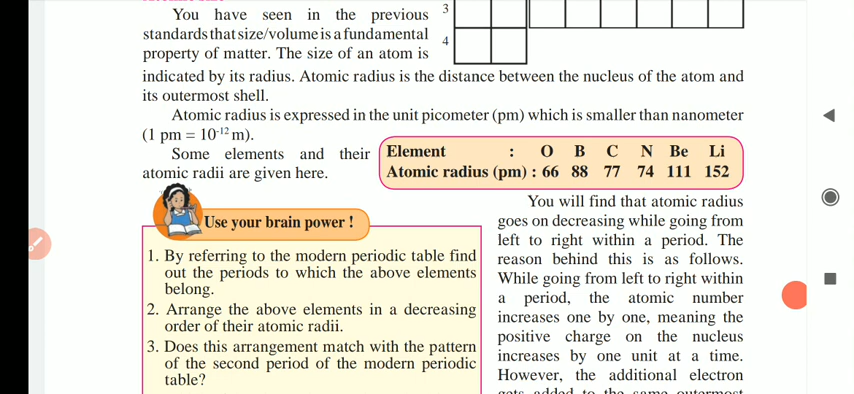 You have seen in the previous
standards that size/volume is a fundamental
property of matter. The size of an atom is
indicated by its radius. Atomic radius is the distance between the nucleus of the atom and
its outermost shell.
3
4
Atomic radius is expressed in the unit picometer (pm) which is smaller than nanometer
(1 pm = 10⁻¹² m).
Some elements and their
atomic radii are given here.
Element : O B C N Be Li
Atomic radius (pm) : 66 88 77 74 111 152
Use your brain power !
1. By referring to the modern periodic table find
out the periods to which the above elements
belong.
2. Arrange the above elements in a decreasing
order of their atomic radii.
3. Does this arrangement match with the pattern
of the second period of the modern periodic
table?
You will find that atomic radius
goes on decreasing while going from
left to right within a period. The
reason behind this is as follows.
While going from left to right within
a period, the atomic number
increases one by one, meaning the
positive charge on the nucleus
increases by one unit at a time.
However, the additional electron
gets added to the same outermost